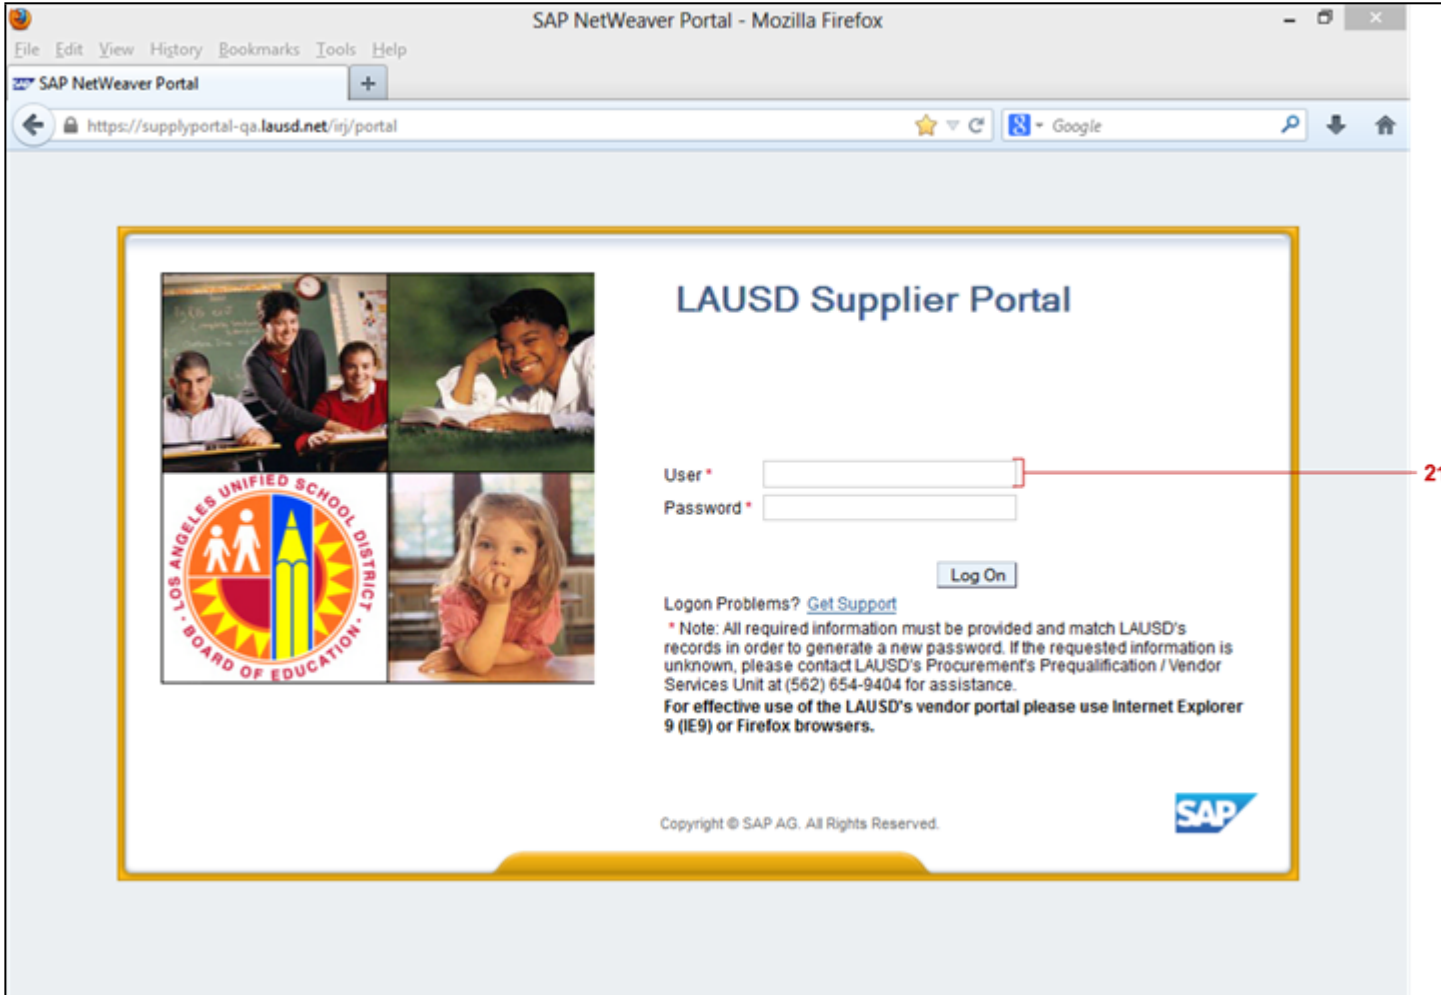 SAP NetWeaver Portal - Mozilla Firefox
File Edit View History Bookmarks Tools Help
SAP NetWeaver Portal
https://supplyportal-qa.lausd.net/irj/portal
Google
LAUSD Supplier Portal
User *
21
Password *
Log On
Logon Problems? Get Support
* Note: All required information must be provided and match LAUSD's
records in order to generate a new password. If the requested information is
unknown, please contact LAUSD's Procurement's Prequalification / Vendor
Services Unit at (562) 654-9404 for assistance.
For effective use of the LAUSD's vendor portal please use Internet Explorer
9 (IE9) or Firefox browsers.
LOS ANGELES UNIFIED SCHOOL DISTRICT
BOARD OF EDUCATION
SAP
Copyright © SAP AG. All Rights Reserved.